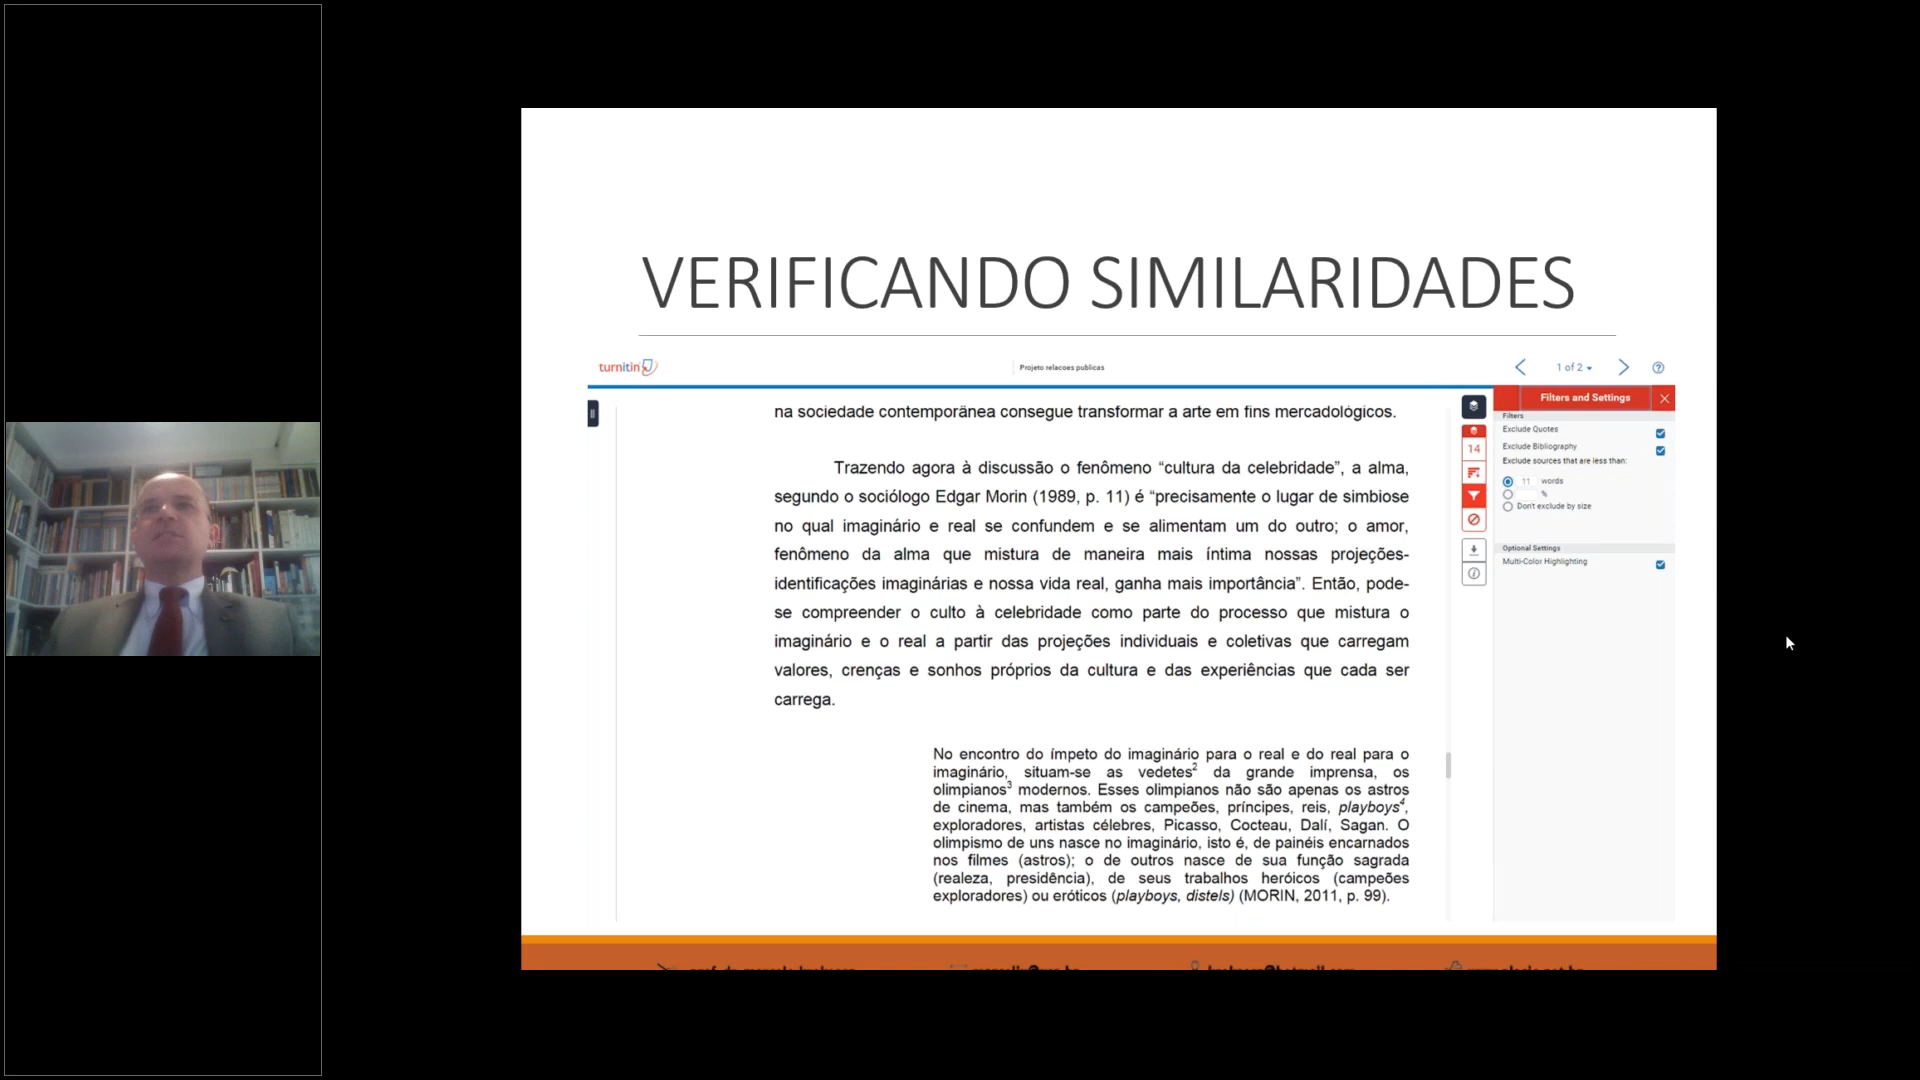 VERIFICANDO SIMILARIDADES
turnitin
Projeto relacoes publicas
1 of 2
na sociedade contemporânea consegue transformar a arte em fins mercadológicos.
Trazendo agora à discussão o fenômeno “cultura da celebridade”, a alma,
segundo o sociólogo Edgar Morin (1989, p. 11) é “precisamente o lugar de simbiose
no qual imaginário e real se confundem e se alimentam um do outro; o amor,
fenômeno da alma que mistura de maneira mais íntima nossas projeções-
identificações imaginárias e nossa vida real, ganha mais importância”. Então, pode-
se compreender o culto à celebridade como parte do processo que mistura o
imaginário e o real a partir das projeções individuais e coletivas que carregam
valores, crenças e sonhos próprios da cultura e das experiências que cada ser
carrega.
No encontro do ímpeto do imaginário para o real e do real para o
imaginário, situam-se as vedetes2 da grande imprensa, os
olimpianos3 modernos. Esses olimpianos não são apenas os astros
de cinema, mas também os campeões, príncipes, reis, playboys4,
exploradores, artistas célebres, Picasso, Cocteau, Dalí, Sagan. O
olimpismo de uns nasce no imaginário, isto é, de painéis encarnados
nos filmes (astros); o de outros nasce de sua função sagrada
(realeza, presidência), de seus trabalhos heróicos (campeões
exploradores) ou eróticos (playboys, distels) (MORIN, 2011, p. 99).
14
Filters and Settings
Filters
Exclude Quotes
Exclude Bibliography
Exclude sources that are less than:
11 words
%
Don't exclude by size
Optional Settings
Multi-Color Highlighting